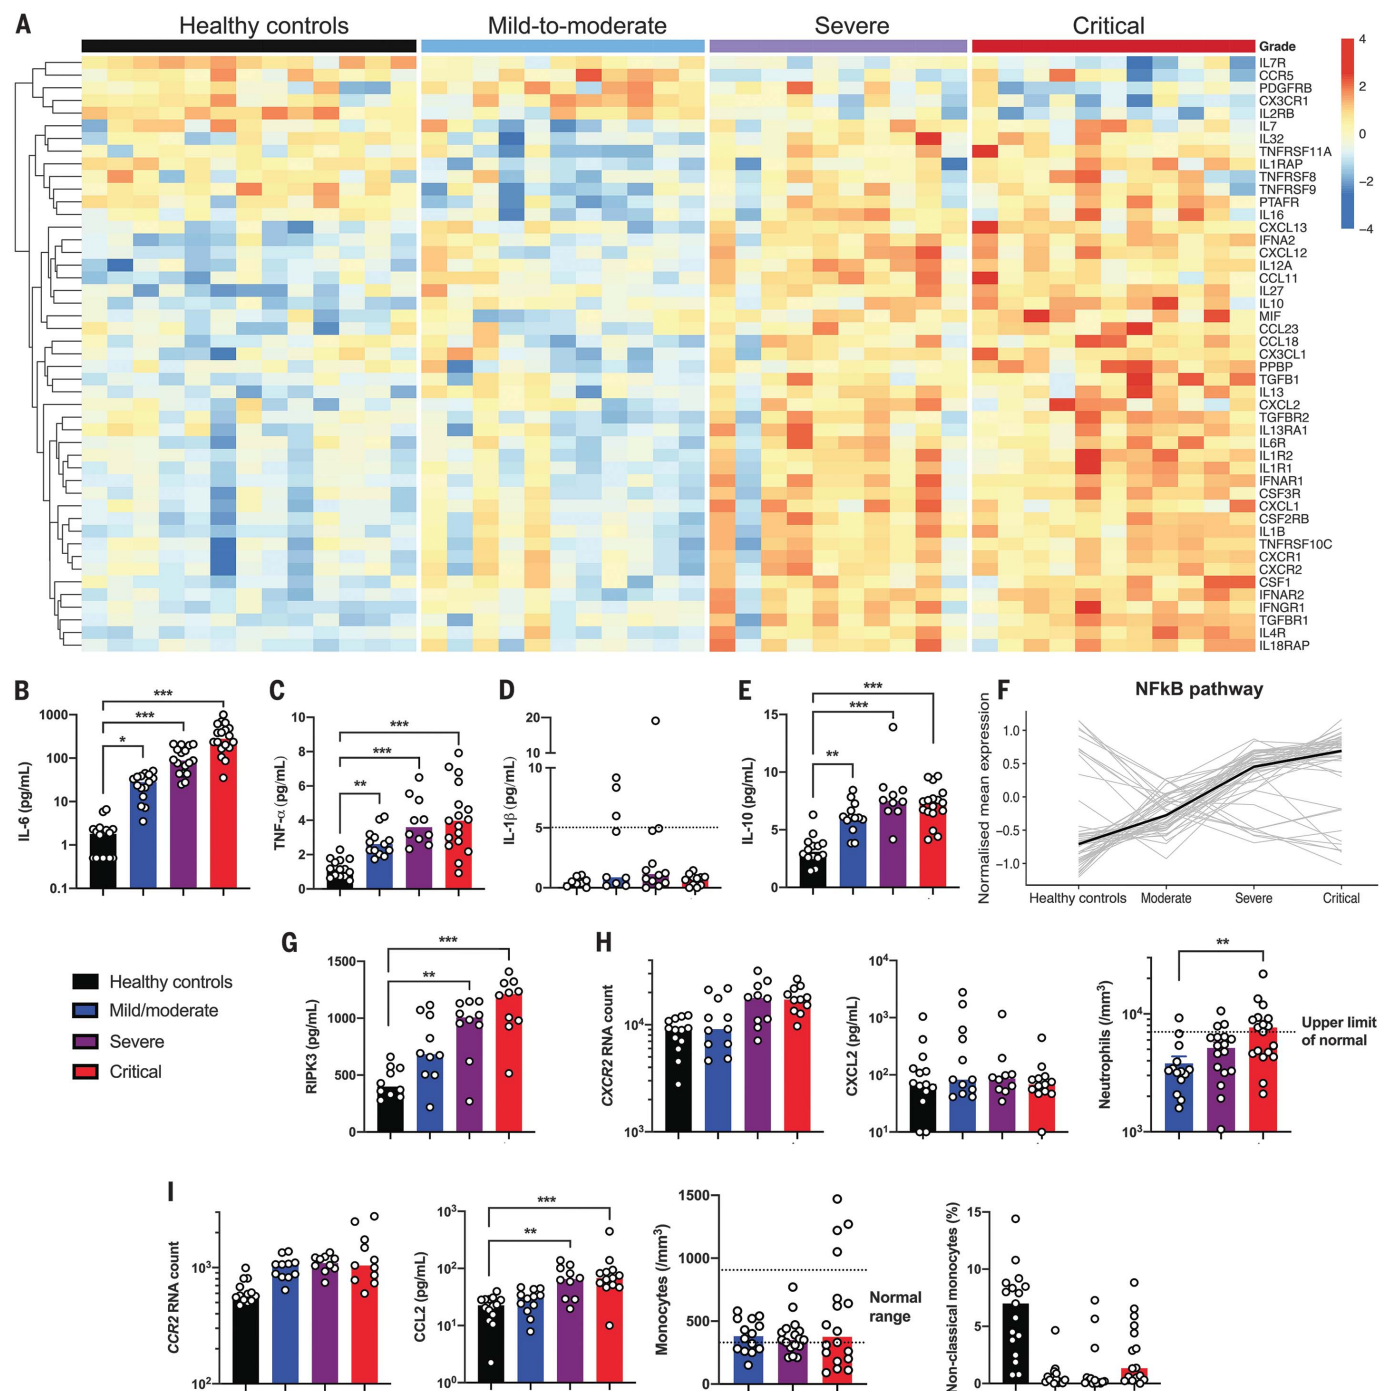 A
Healthy controls
Mild-to-moderate
Severe
Critical
Grade
IL7R
CCR5
PDGFRB
CX3CR1
IL2RB
IL7
IL32
TNFRSF11A
IL1RAP
TNFRSF8
TNFRSF9
PTAFR
IL16
CXCL13
IFNA2
CXCL12
IL12A
CCL11
IL27
IL10
MIF
CCL23
CCL18
CX3CL1
PPBP
TGFB1
IL13
CXCL2
TGFBR2
IL13RA1
IL6R
IL1R2
IL1R1
IFNAR1
CSF3R
CXCL1
CSF2RB
IL1B
TNFRSF10C
CXCR1
CXCR2
CSF1
IFNAR2
IFNGR1
TGFBR1
IL4R
IL18RAP
4
2
0
−2
−4
B
IL-6 (pg/mL)
1000
100
10
1
0.1
***
***
*
C
TNF-α (pg/mL)
10
8
6
4
2
0
***
***
**
D
IL-1β (pg/mL)
20
10
10
5
0
E
IL-10 (pg/mL)
15
10
5
0
***
***
**
F
NFkB pathway
Normalised mean expression
1.0
0.5
0.0
−0.5
−1.0
Healthy controls
Moderate
Severe
Critical
Healthy controls
Mild/moderate
Severe
Critical
G
RIPK3 (pg/mL)
1500
1000
500
0
***
**
H
CXCR2 RNA count
10⁴
10³
CXCL2 (pg/mL)
10⁴
10³
10²
10¹
Neutrophils (/mm³)
10⁴
10³
**
Upper limit
of normal
I
CCR2 RNA count
10³
10²
CCL2 (pg/mL)
10³
10²
10¹
10⁰
***
**
Monocytes (/mm³)
1500
1000
500
0
Normal
range
Non-classical monocytes (%)
15
10
5
0